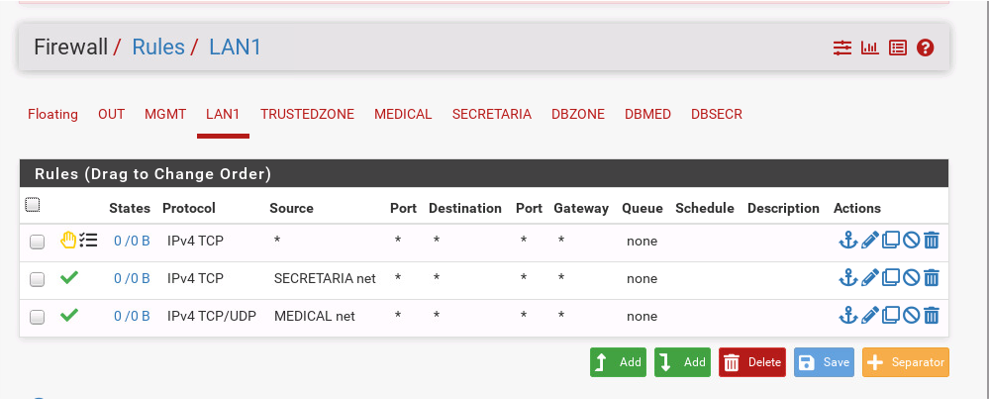 Firewall / Rules / LAN1
Floating OUT MGMT LAN1 TRUSTEDZONE MEDICAL SECRETARIA DBZONE DBMED DBSECR
Rules (Drag to Change Order)
States Protocol Source Port Destination Port Gateway Queue Schedule Description Actions
0 /0 B IPv4 TCP * * * * * none
0 /0 B IPv4 TCP SECRETARIA net * * * * none
0 /0 B IPv4 TCP/UDP MEDICAL net * * * * none
Add Add Delete Save Separator